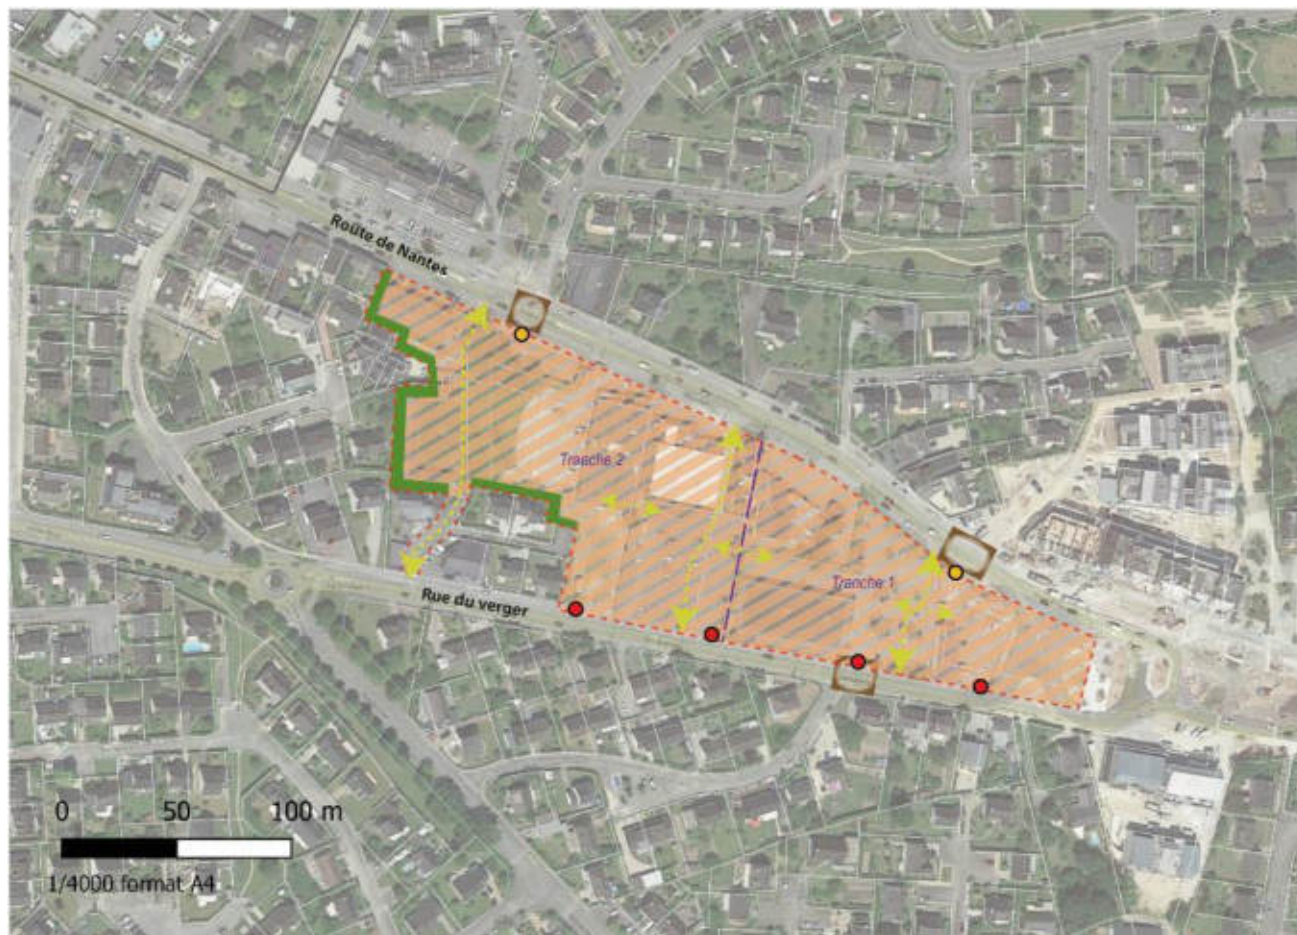 Route de Nantes
Tranche 2
Tranche 1
Rue du verger
0 50 100 m
1/4000 format A4